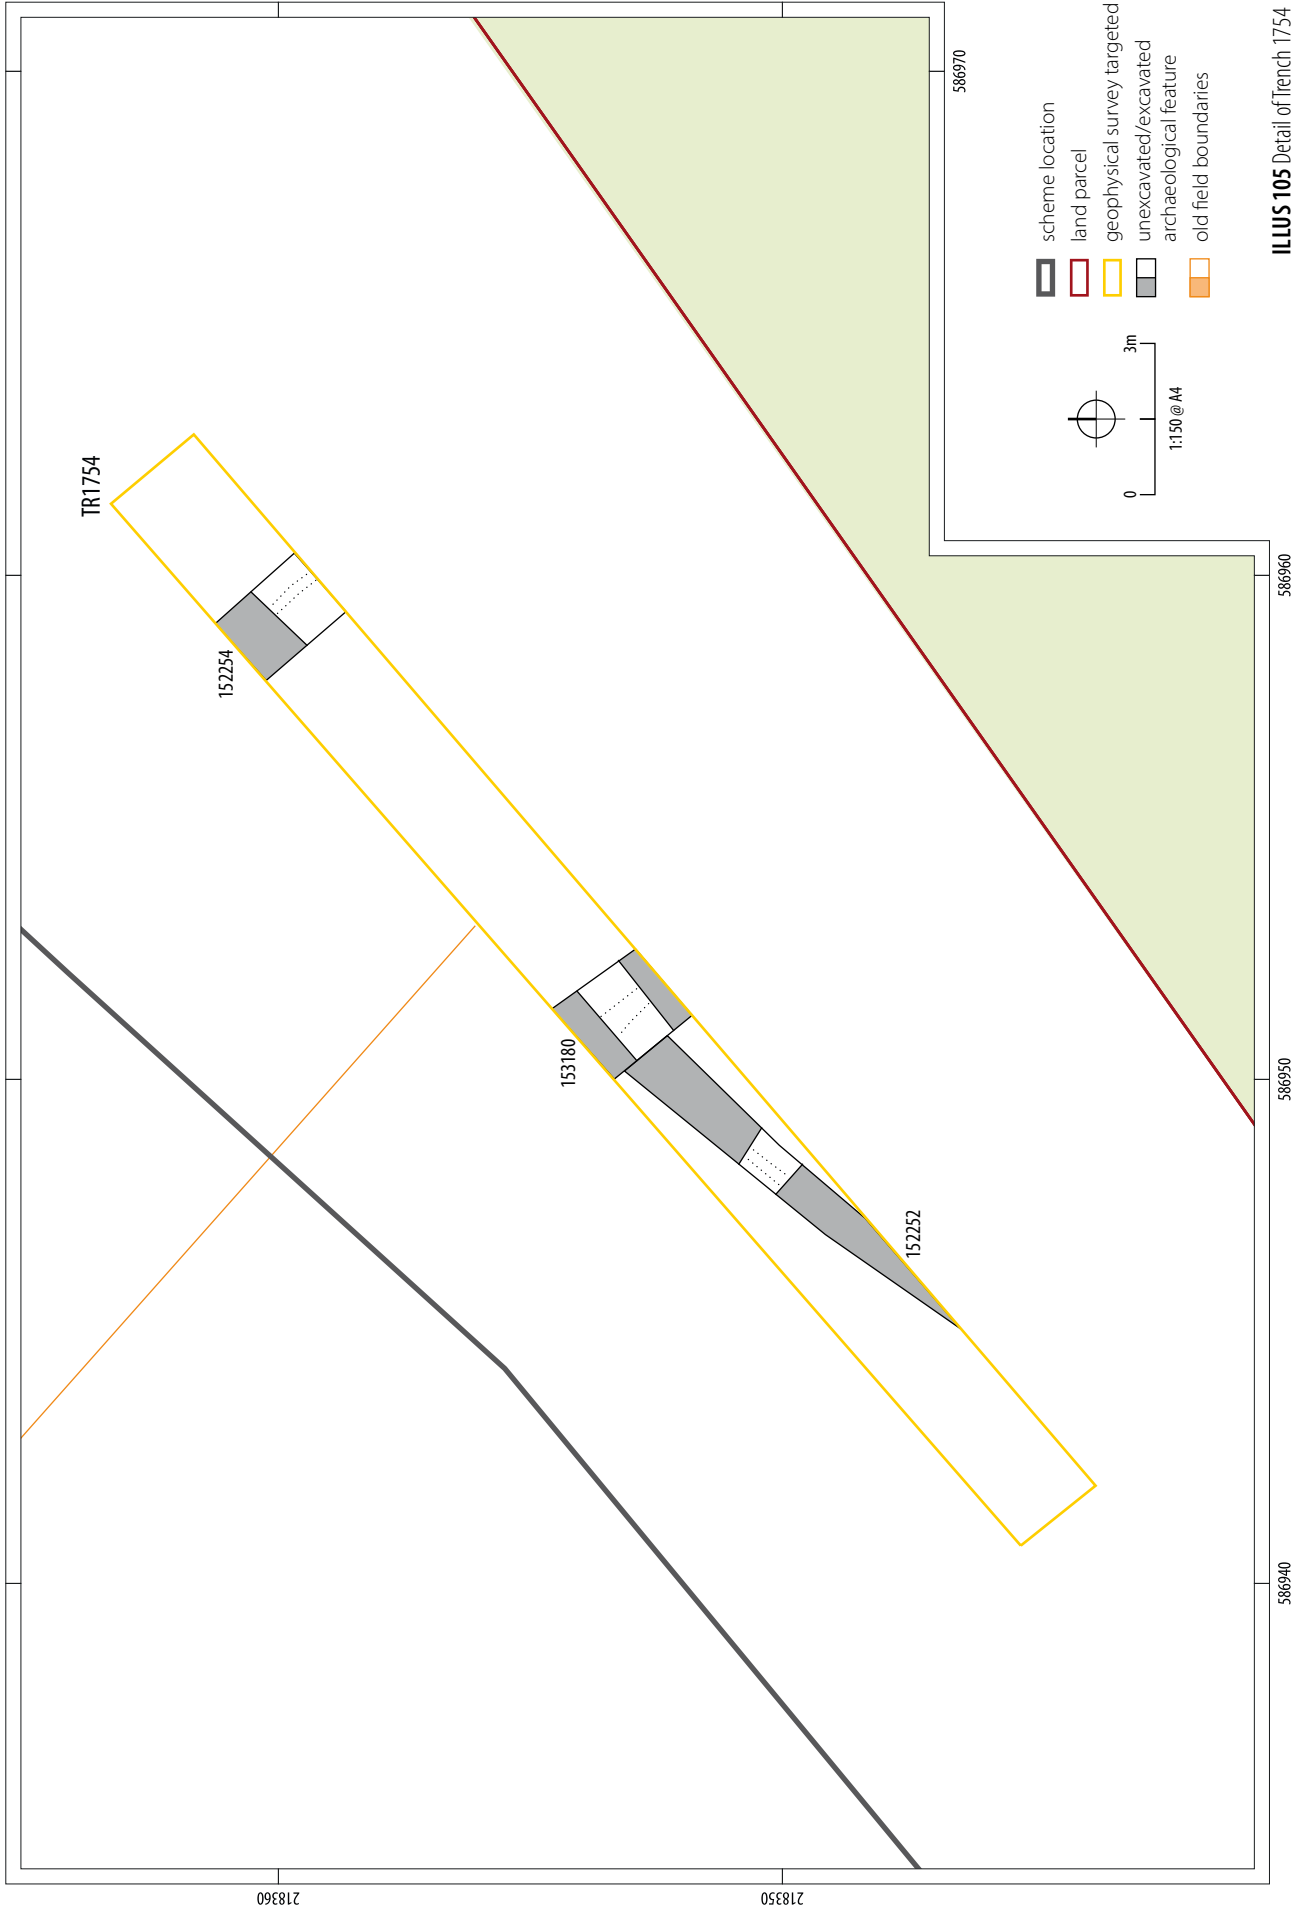 TR1754
152254
153180
152252
218360
218350
586940
586950
586960
586970
scheme location
land parcel
geophysical survey targeted
unexcavated/excavated
archaeological feature
old field boundaries
0
3m
1:150 @ A4
ILLUS 105 Detail of Trench 1754